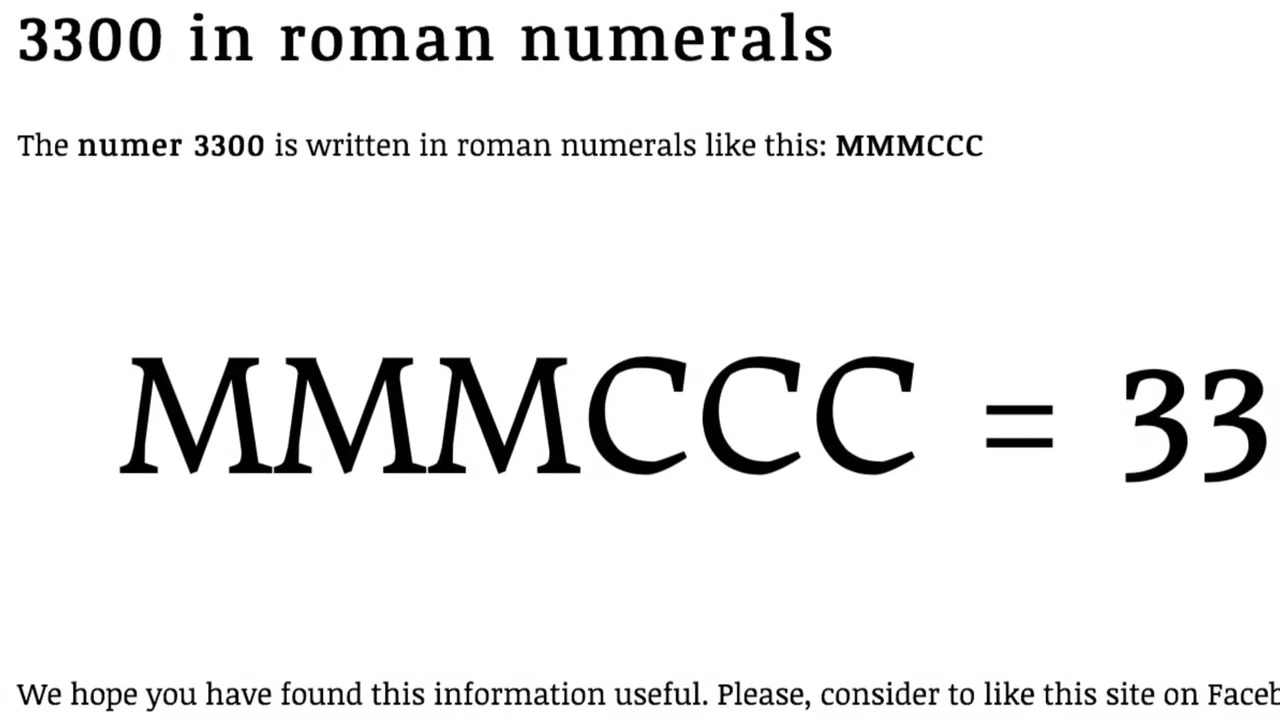 3300 in roman numerals
The numer 3300 is written in roman numerals like this: MMMCCC
MMMCCC = 33
We hope you have found this information useful. Please, consider to like this site on Faceb